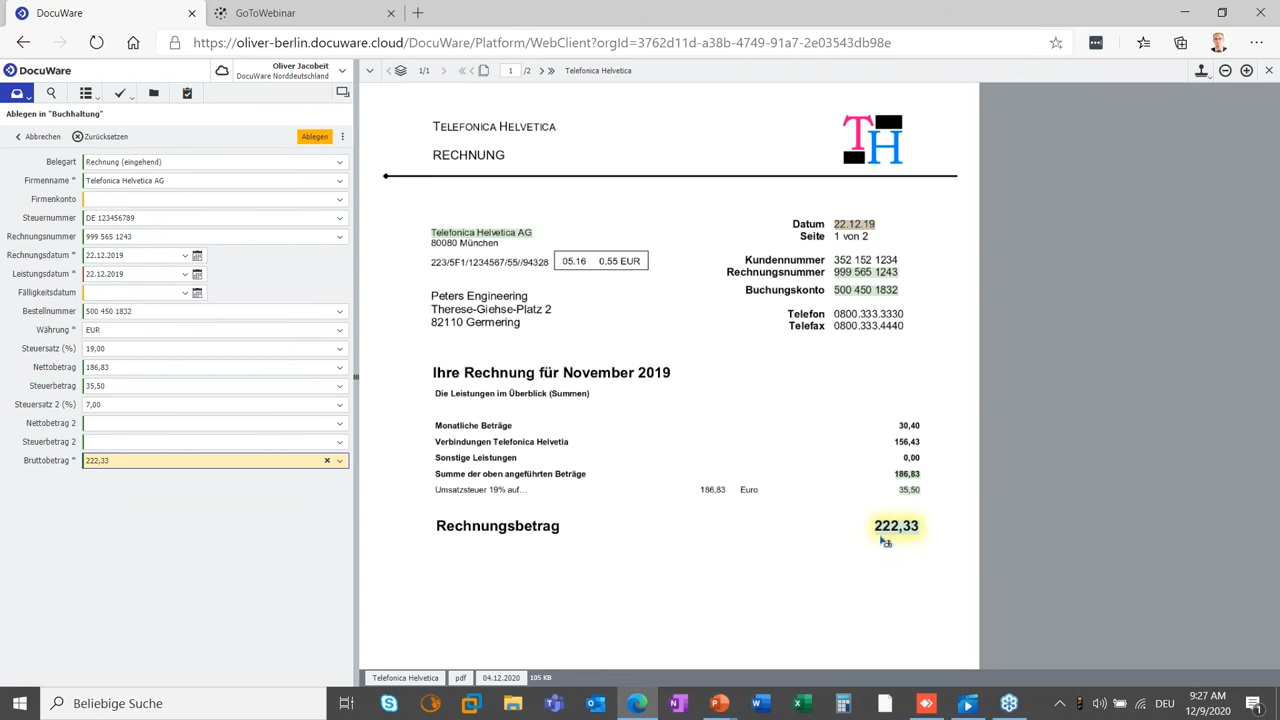 DocuWare
GoToWebinar
https://oliver-berlin.docuware.cloud/DocuWare/Platform/WebClient?orgId=3762d11d-a38b-4749-91a7-2e03543db98e
DocuWare
Oliver Jacobeit
DocuWare Norddeutschland
1/1
1 /2
Telefonica Helvetica
Ablegen in "Buchhaltung"
Abbrechen
Zurücksetzen
Ablegen
Belegart Rechnung (eingehend)
Firmenname * Telefonica Helvetica AG
Firmenkonto
Steuernummer DE 123456789
Rechnungsnummer 999 565 1243
Rechnungsdatum * 22.12.2019
Leistungsdatum * 22.12.2019
Fälligkeitsdatum
Bestellnummer 500 450 1832
Währung * EUR
Steuersatz (%) 19,00
Nettobetrag 186,83
Steuerbetrag 35,50
Steuersatz 2 (%) 7,00
Nettobetrag 2
Steuerbetrag 2
Bruttobetrag * 222,33
TELEFONICA HELVETICA
RECHNUNG
TH
Telefonica Helvetica AG
80080 München
223/5F1/1234567/55//94328 05.16 0,55 EUR
Peters Engineering
Therese-Giehse-Platz 2
82110 Germering
Datum 22.12.19
Seite 1 von 2
Kundennummer 352 152 1234
Rechnungsnummer 999 565 1243
Buchungskonto 500 450 1832
Telefon 0800.333.3330
Telefax 0800.333.4440
Ihre Rechnung für November 2019
Die Leistungen im Überblick (Summen)
Monatliche Beträge 30,40
Verbindungen Telefonica Helvetia 156,43
Sonstige Leistungen 0,00
Summe der oben angeführten Beträge 186,83
Umsatzsteuer 19% auf... 186,83 Euro 35,50
Rechnungsbetrag 222,33
Telefonica Helvetica pdf 04.12.2020 105 KB
Beliebige Suche
DEU
9:27 AM
12/9/2020